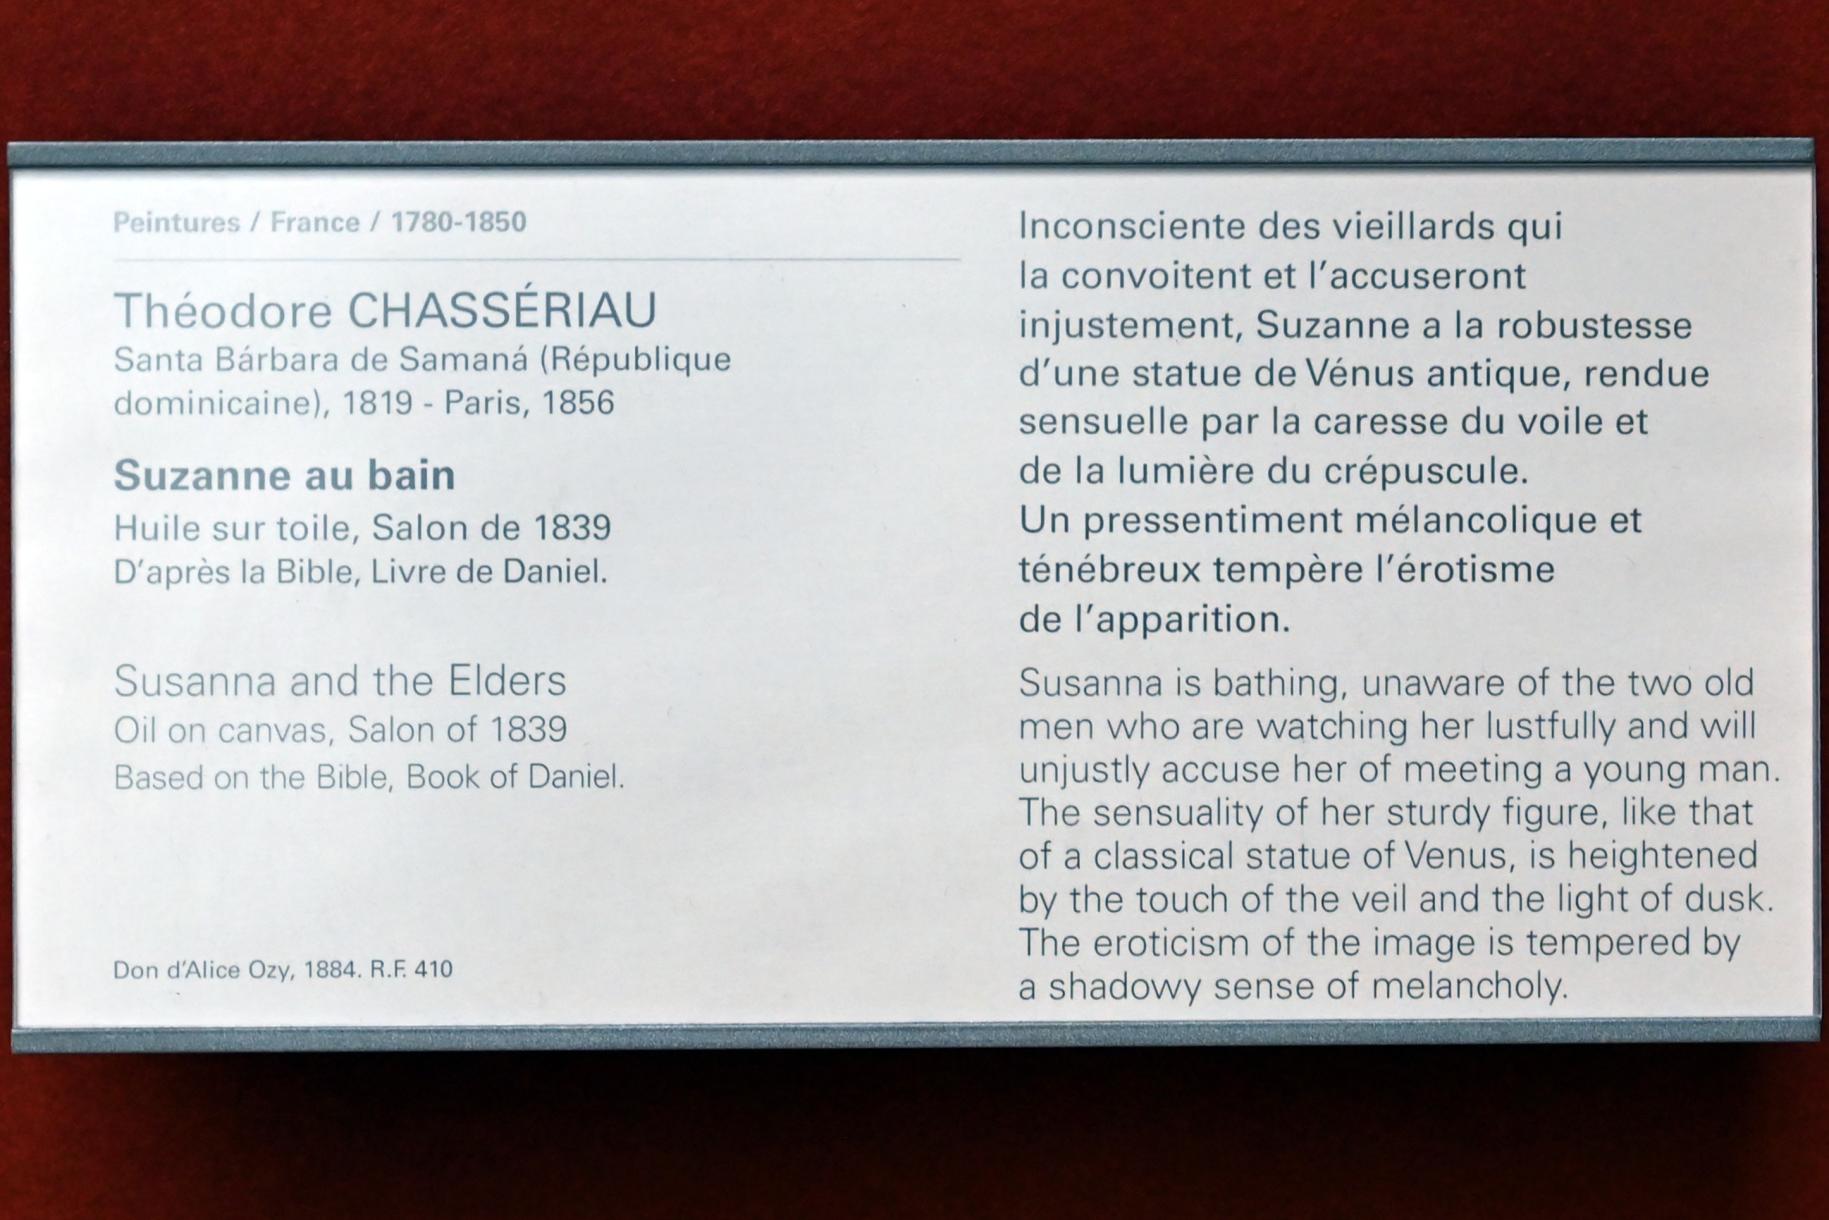 Peintures / France / 1780-1850
Théodore CHASSÉRIAU
Santa Bárbara de Samaná (République
dominicaine), 1819 - Paris, 1856
Suzanne au bain
Huile sur toile, Salon de 1839
D'après la Bible, Livre de Daniel.
Susanna and the Elders
Oil on canvas, Salon of 1839
Based on the Bible, Book of Daniel.
Don d'Alice Ozy, 1884. R.F. 410
Inconsciente des vieillards qui
la convoitent et l'accuseront
injustement, Suzanne a la robustesse
d'une statue de Vénus antique, rendue
sensuelle par la caresse du voile et
de la lumière du crépuscule.
Un pressentiment mélancolique et
ténébreux tempère l'érotisme
de l'apparition.
Susanna is bathing, unaware of the two old
men who are watching her lustfully and will
unjustly accuse her of meeting a young man.
The sensuality of her sturdy figure, like that
of a classical statue of Venus, is heightened
by the touch of the veil and the light of dusk.
The eroticism of the image is tempered by
a shadowy sense of melancholy.